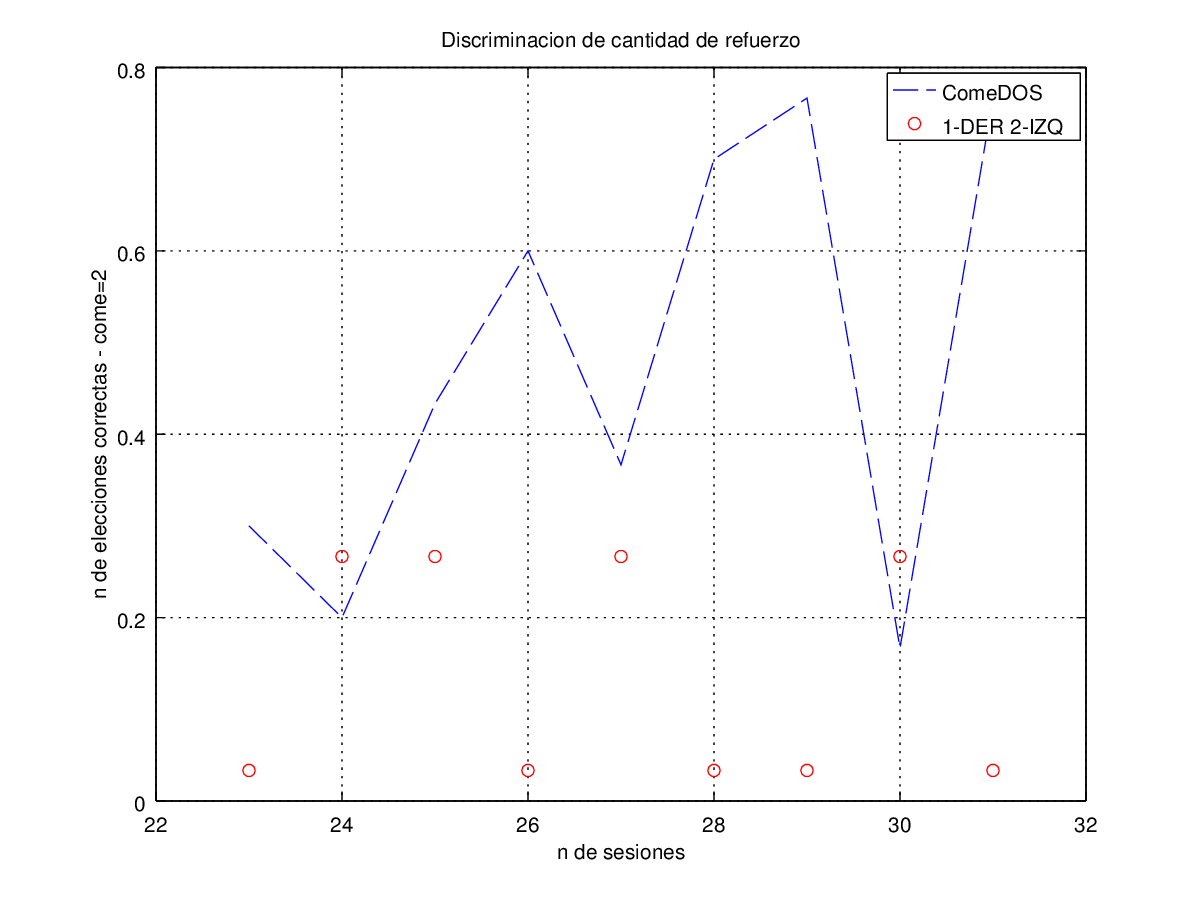 Discriminacion de cantidad de refuerzo
0.8
ComeDOS
1-DER 2-IZQ
0.6
0.4
0.2
0
n de elecciones correctas - come=2
22
24
26
28
30
32
n de sesiones